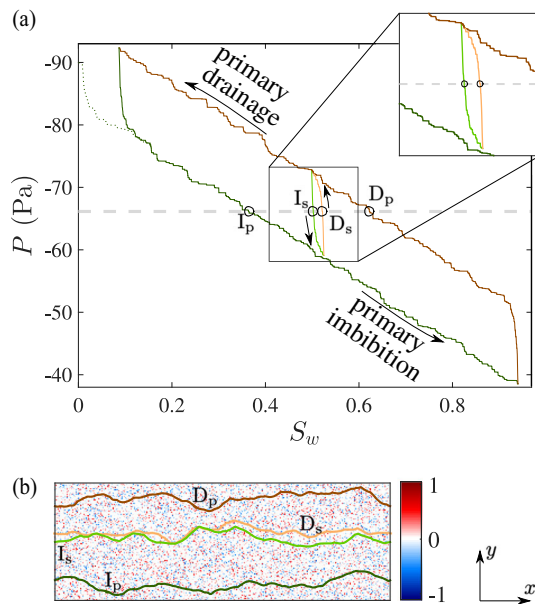 (a)
-90
-80
-70
-60
-50
-40
P (Pa)
primary
drainage
I_s
D_p
I_p
D_s
primary
imbibition
0
0.2
0.4
0.6
0.8
S_w
(b)
D_p
D_s
I_s
I_p
1
0
-1
y
x